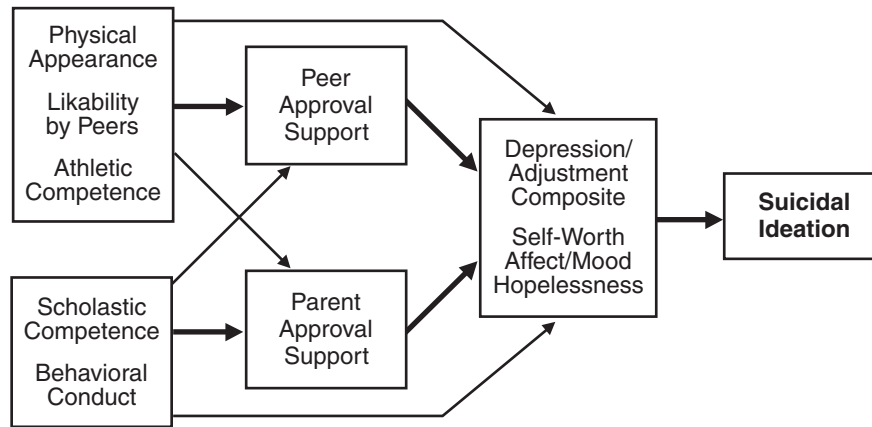 Physical
Appearance
Likability
by Peers
Athletic
Competence
Scholastic
Competence
Behavioral
Conduct
Peer
Approval
Support
Parent
Approval
Support
Depression/
Adjustment
Composite
Self-Worth
Affect/Mood
Hopelessness
Suicidal
Ideation